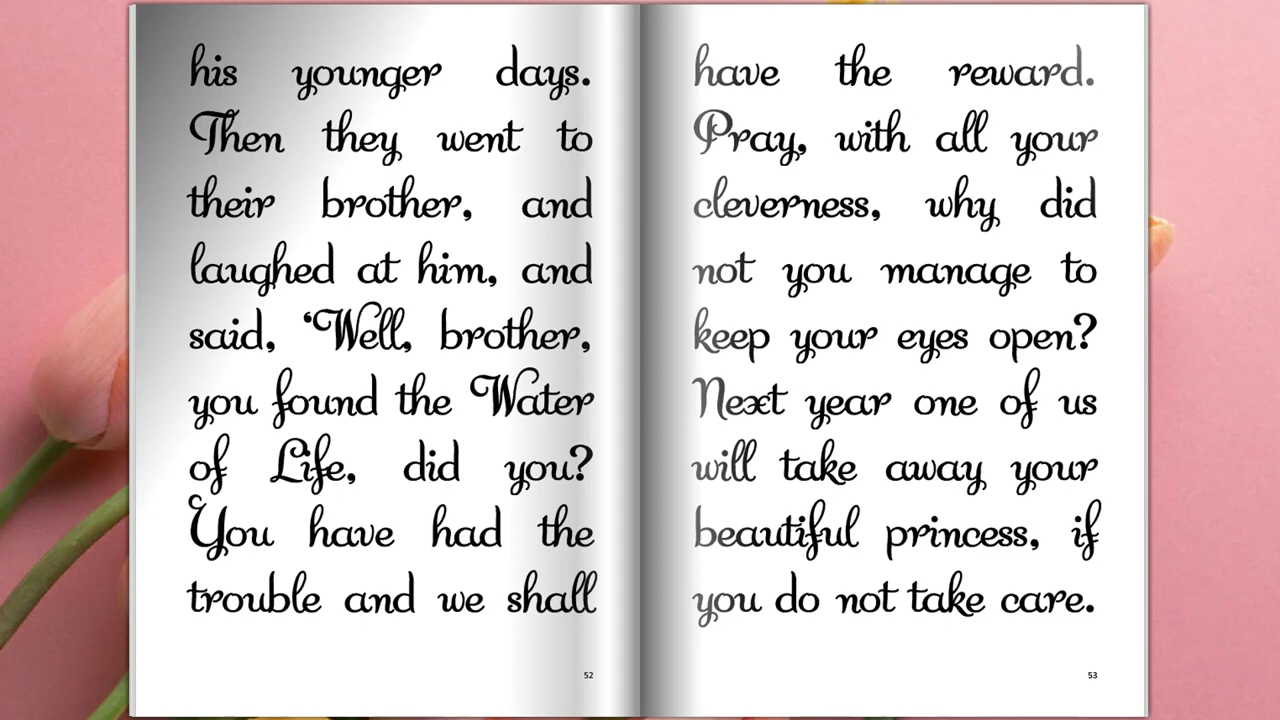 his younger days.
Then they went to
their brother, and
laughed at him, and
said, ‘Well, brother,
you found the Water
of Life, did you?
You have had the
trouble and we shall
52
have the reward.
Pray, with all your
cleverness, why did
not you manage to
keep your eyes open?
Next year one of us
will take away your
beautiful princess, if
you do not take care.
53